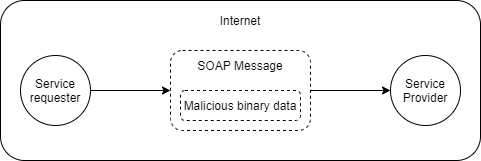 Internet
SOAP Message
Service
requester
Malicious binary data
Service
Provider